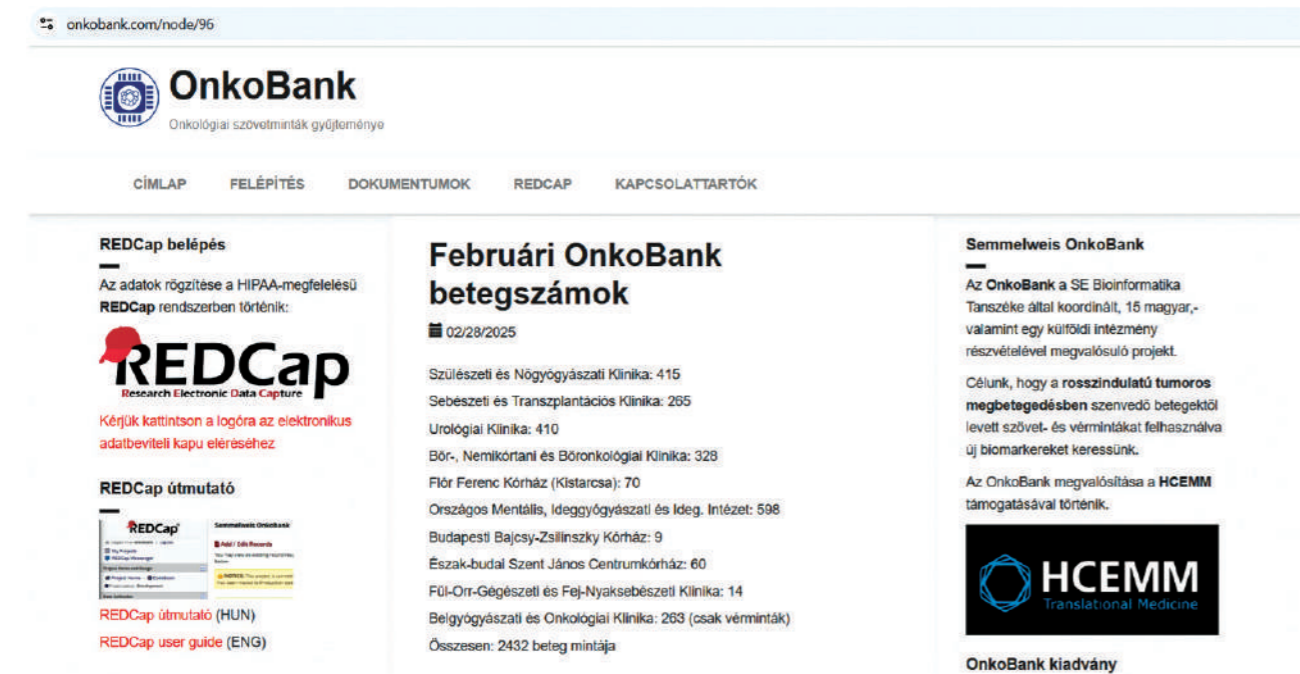 onkobank.com/node/96
OnkoBank
Onkológiai szövetminták gyűjteménye
CÍMLAP FELÉPÍTÉS DOKUMENTUMOK REDCAP KAPCSOLATTARTÓK
REDCap belépés
Az adatok rögzítése a HIPAA-megfelelésű
REDCap rendszerben történik:
REDCap
Research Electronic Data Capture
Kérjük kattintson a logóra az elektronikus
adatbeviteli kapu eléréséhez
REDCap útmutató
REDCap
My Projects
REDCap Messenger
Semmelweis OnkoBank
Add / Edit Records
REDCap útmutató (HUN)
REDCap user guide (ENG)
Februári OnkoBank
betegszámok
02/28/2025
Szülészeti és Nőgyógyászati Klinika: 415
Sebészeti és Transzplantációs Klinika: 265
Urológiai Klinika: 410
Bőr-, Nemikórtani és Bőronkológiai Klinika: 328
Flór Ferenc Kórház (Kistarcsa): 70
Országos Mentális, Ideggyógyászati és Ideg. Intézet: 598
Budapesti Bajcsy-Zsilinszky Kórház: 9
Észak-budai Szent János Centrumkórház: 60
Fül-Orr-Gégészeti és Fej-Nyaksebészeti Klinika: 14
Belgyógyászati és Onkológiai Klinika: 263 (csak vérminták)
Összesen: 2432 beteg mintája
Semmelweis OnkoBank
Az OnkoBank a SE Bioinformatika
Tanszéke által koordinált, 15 magyar,-
valamint egy külföldi intézmény
részvételével megvalósuló projekt.
Célunk, hogy a rosszindulatú tumoros
megbetegedésben szenvedő betegektől
levett szövet- és vérmintákat felhasználva
új biomarkereket keressünk.
Az OnkoBank megvalósítása a HCEMM
támogatásával történik.
HCEMM
Translational Medicine
OnkoBank kiadvány